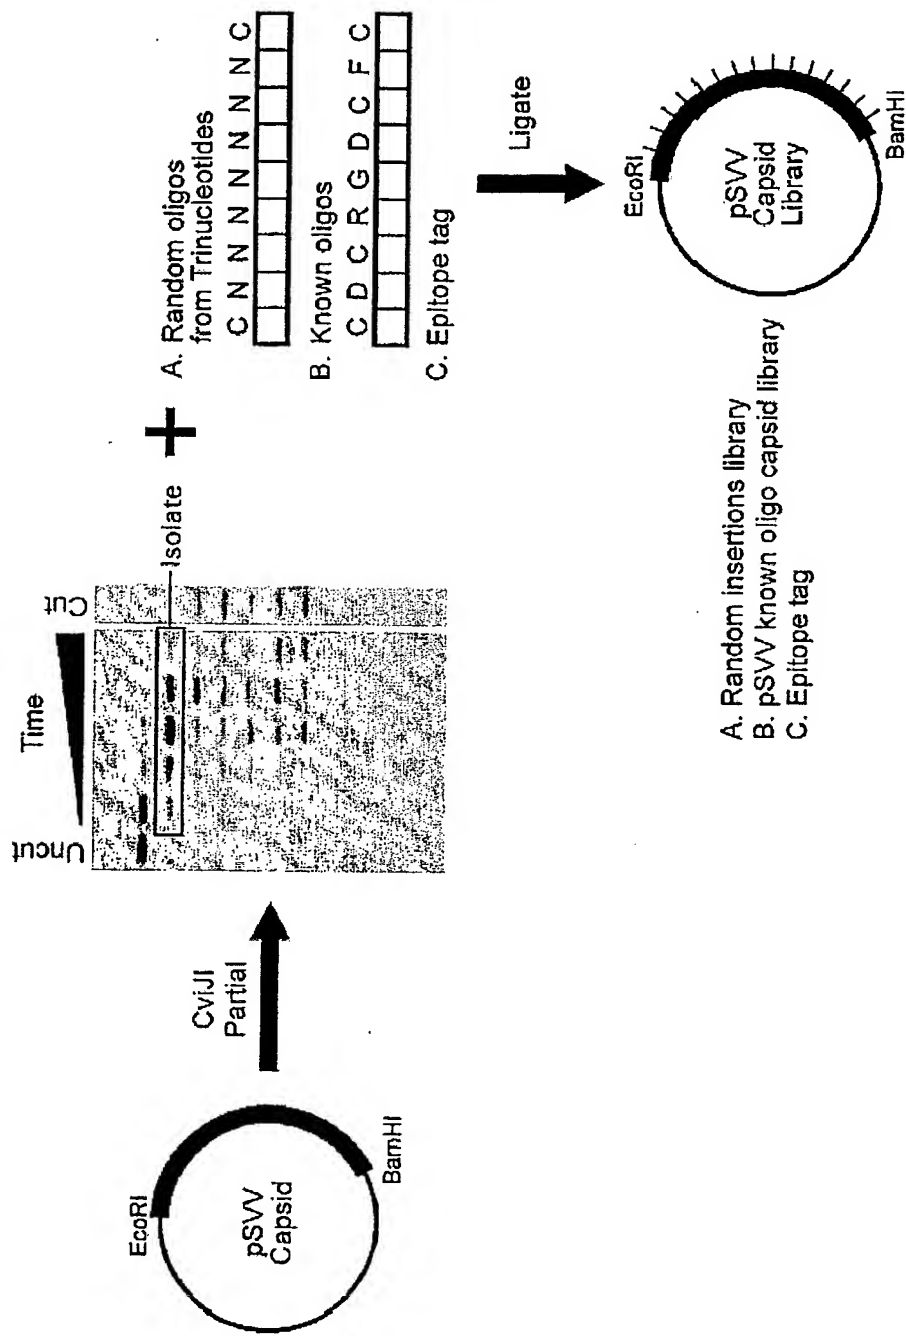 EcoRI
pSVV
Capsid
BamHI
CviJI
Partial
Uncut
Time
Cut
Isolate
A. Random oligos
from Trinucleotides
C N N N N N N N C
B. Known oligos
C D C R G D C F C
C. Epitope tag
Ligate
EcoRI
pSVV
Capsid
Library
BamHI
A. Random insertions library
B. pSVV known oligo capsid library
C. Epitope tag